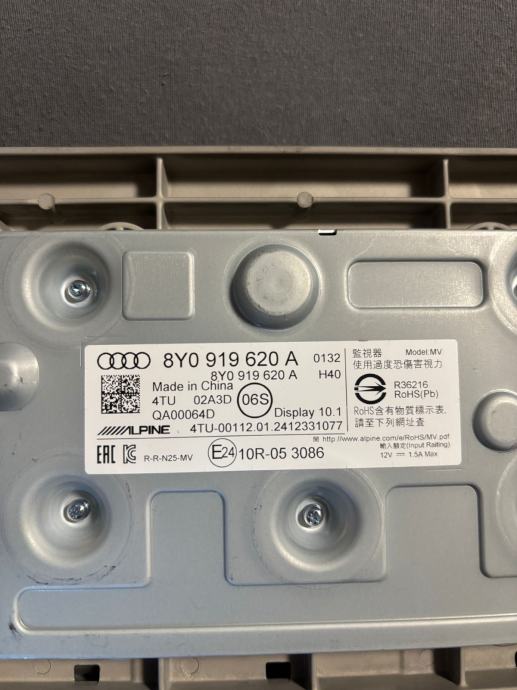 8Y0 919 620 A 0132
8Y0 919 620 A H40
Made in China
4TU 02A3D 06S
QA00064D Display 10.1
ALPINE 4TU-00112.01.2412331077
EAC R-R-N25-MV E24 10R-05 3086
監視器 Model:MV
使用過度恐傷害視力
R36216
RoHS(Pb)
RoHS含有物質標示表,
請至下列網址查
閱 http://www.alpine.com/e/RoHS/MV.pdf
輸入額定(Input Raiting)
12V 1.5A Max